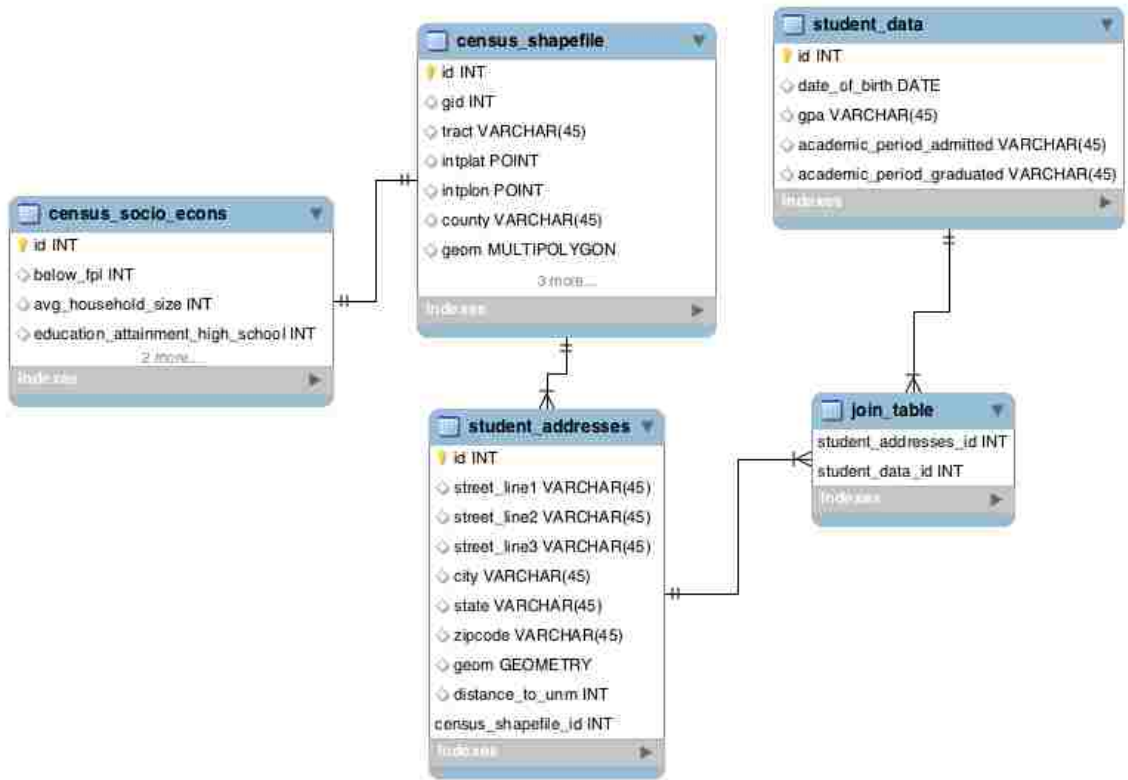 census_shapefile
id INT
gid INT
tract VARCHAR(45)
intplat POINT
intplon POINT
county VARCHAR(45)
geom MULTIPOLYGON
3 more...
Indexes
student_data
id INT
date_of_birth DATE
gpa VARCHAR(45)
academic_period_admitted VARCHAR(45)
academic_period_graduated VARCHAR(45)
Indexes
census_socio_econs
id INT
below_fpl INT
avg_household_size INT
education_attainment_high_school INT
2 more...
Indexes
student_addresses
id INT
street_line1 VARCHAR(45)
street_line2 VARCHAR(45)
street_line3 VARCHAR(45)
city VARCHAR(45)
state VARCHAR(45)
zipcode VARCHAR(45)
geom GEOMETRY
distance_to_unm INT
census_shapefile_id INT
Indexes
join_table
student_addresses_id INT
student_data_id INT
Indexes